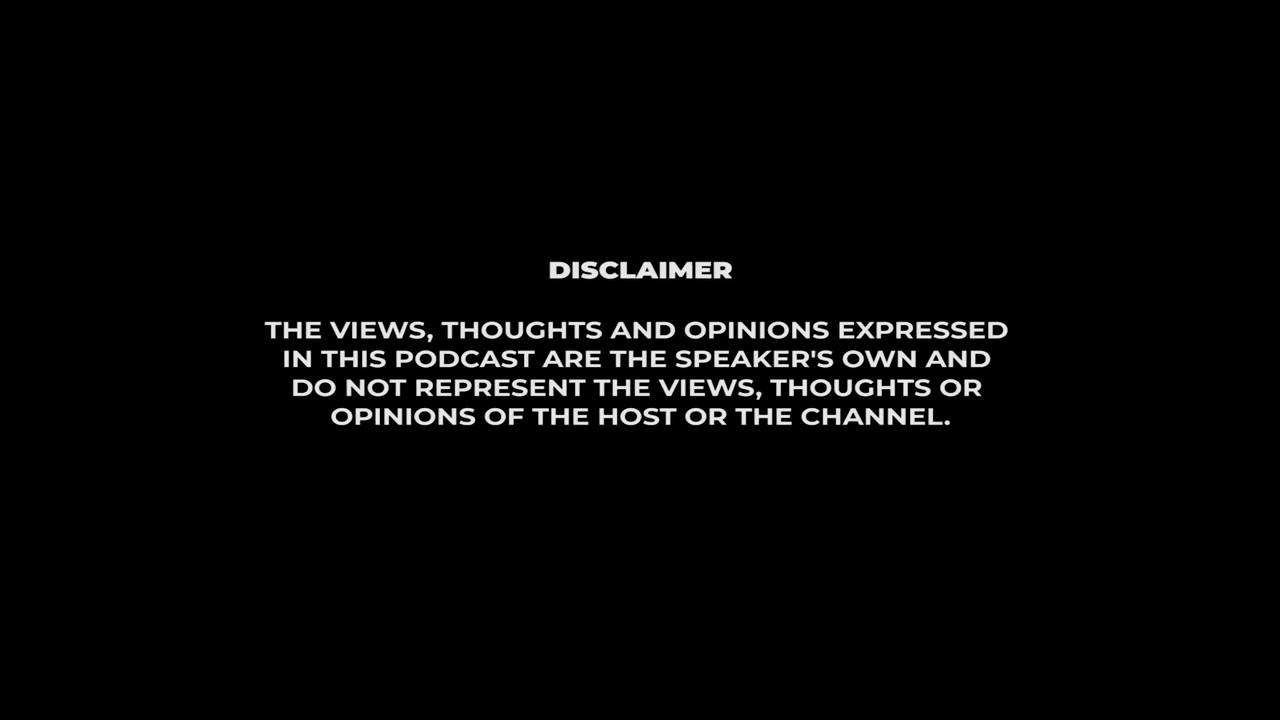 DISCLAIMER
THE VIEWS, THOUGHTS AND OPINIONS EXPRESSED
IN THIS PODCAST ARE THE SPEAKER'S OWN AND
DO NOT REPRESENT THE VIEWS, THOUGHTS OR
OPINIONS OF THE HOST OR THE CHANNEL.